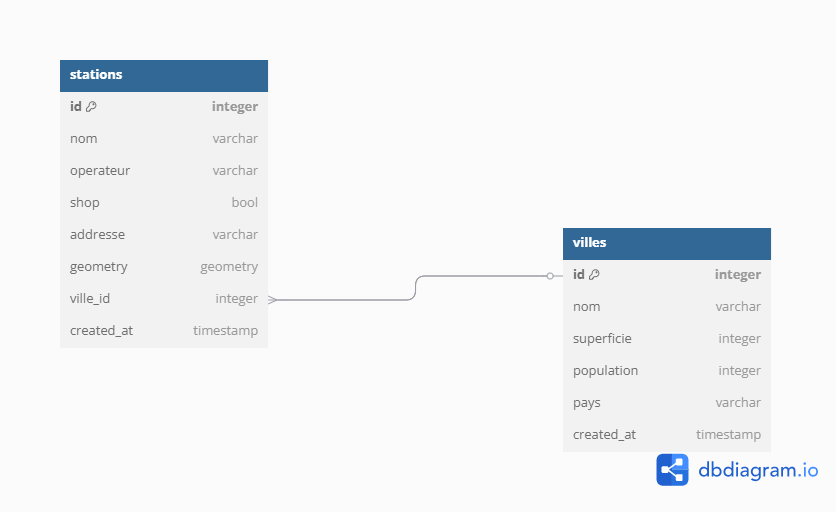 stations
id integer
nom varchar
operateur varchar
shop bool
addresse varchar
geometry geometry
ville_id integer
created_at timestamp
villes
id integer
nom varchar
superficie integer
population integer
pays varchar
created_at timestamp
dbdiagram.io